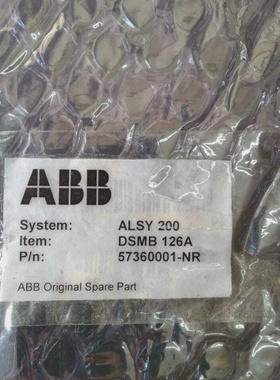 ABB
System: ALSY 200
Item: DSMB 126A
P/n: 57360001-NR
ABB Original Spare Part